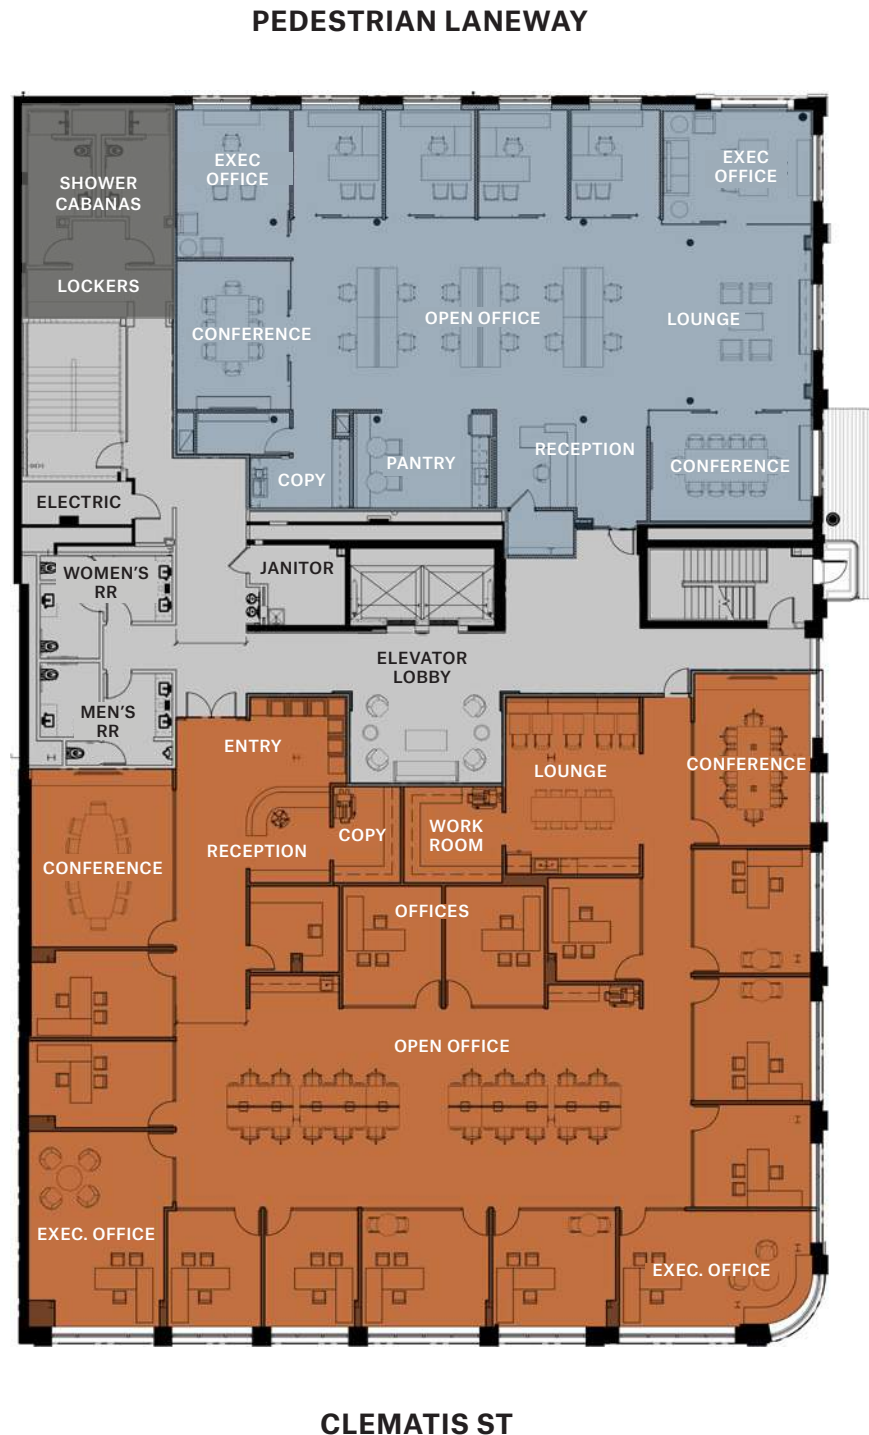 PEDESTRIAN LANEWAY
SHOWER
CABANAS
LOCKERS
EXEC
OFFICE
EXEC
OFFICE
CONFERENCE
OPEN OFFICE
LOUNGE
COPY
PANTRY
RECEPTION
CONFERENCE
ELECTRIC
WOMEN'S
RR
JANITOR
ELEVATOR
LOBBY
MEN'S
RR
ENTRY
LOUNGE
CONFERENCE
COPY
WORK
ROOM
RECEPTION
CONFERENCE
OFFICES
OPEN OFFICE
EXEC. OFFICE
EXEC. OFFICE
CLEMATIS ST